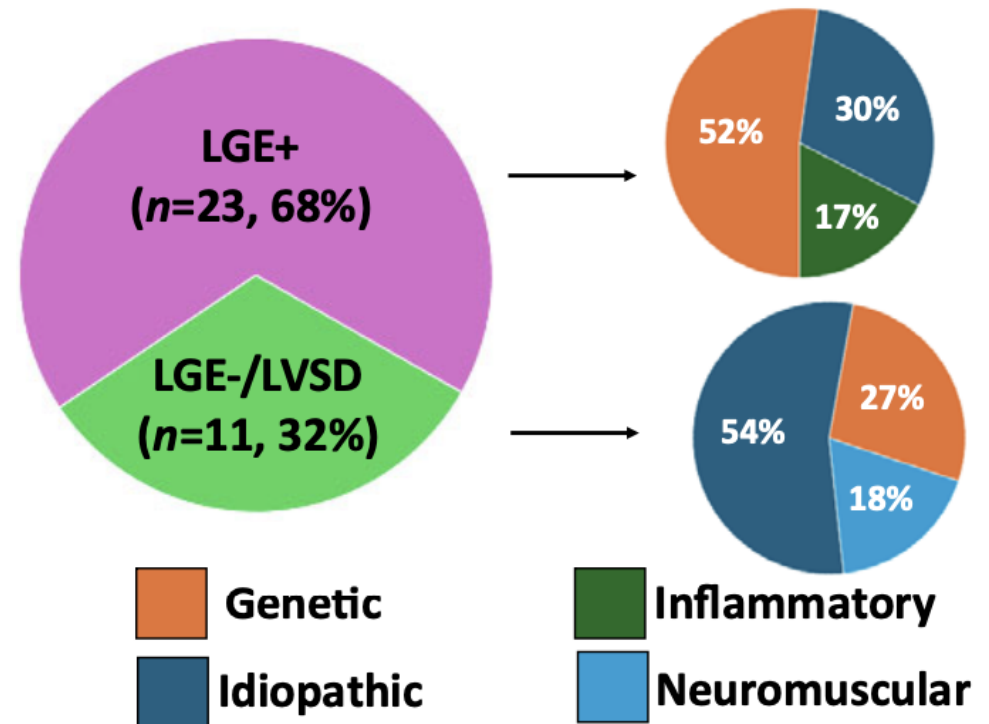 LGE+
(n=23, 68%)
52%
30%
17%
LGE-/LVSD
(n=11, 32%)
54%
27%
18%
Genetic
Inflammatory
Idiopathic
Neuromuscular